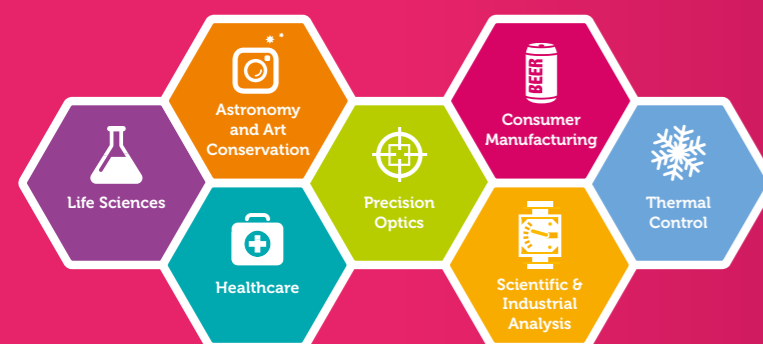 Life Sciences
Astronomy
and Art
Conservation
Healthcare
Precision
Optics
BEER
Consumer
Manufacturing
Scientific &
Industrial
Analysis
Thermal
Control